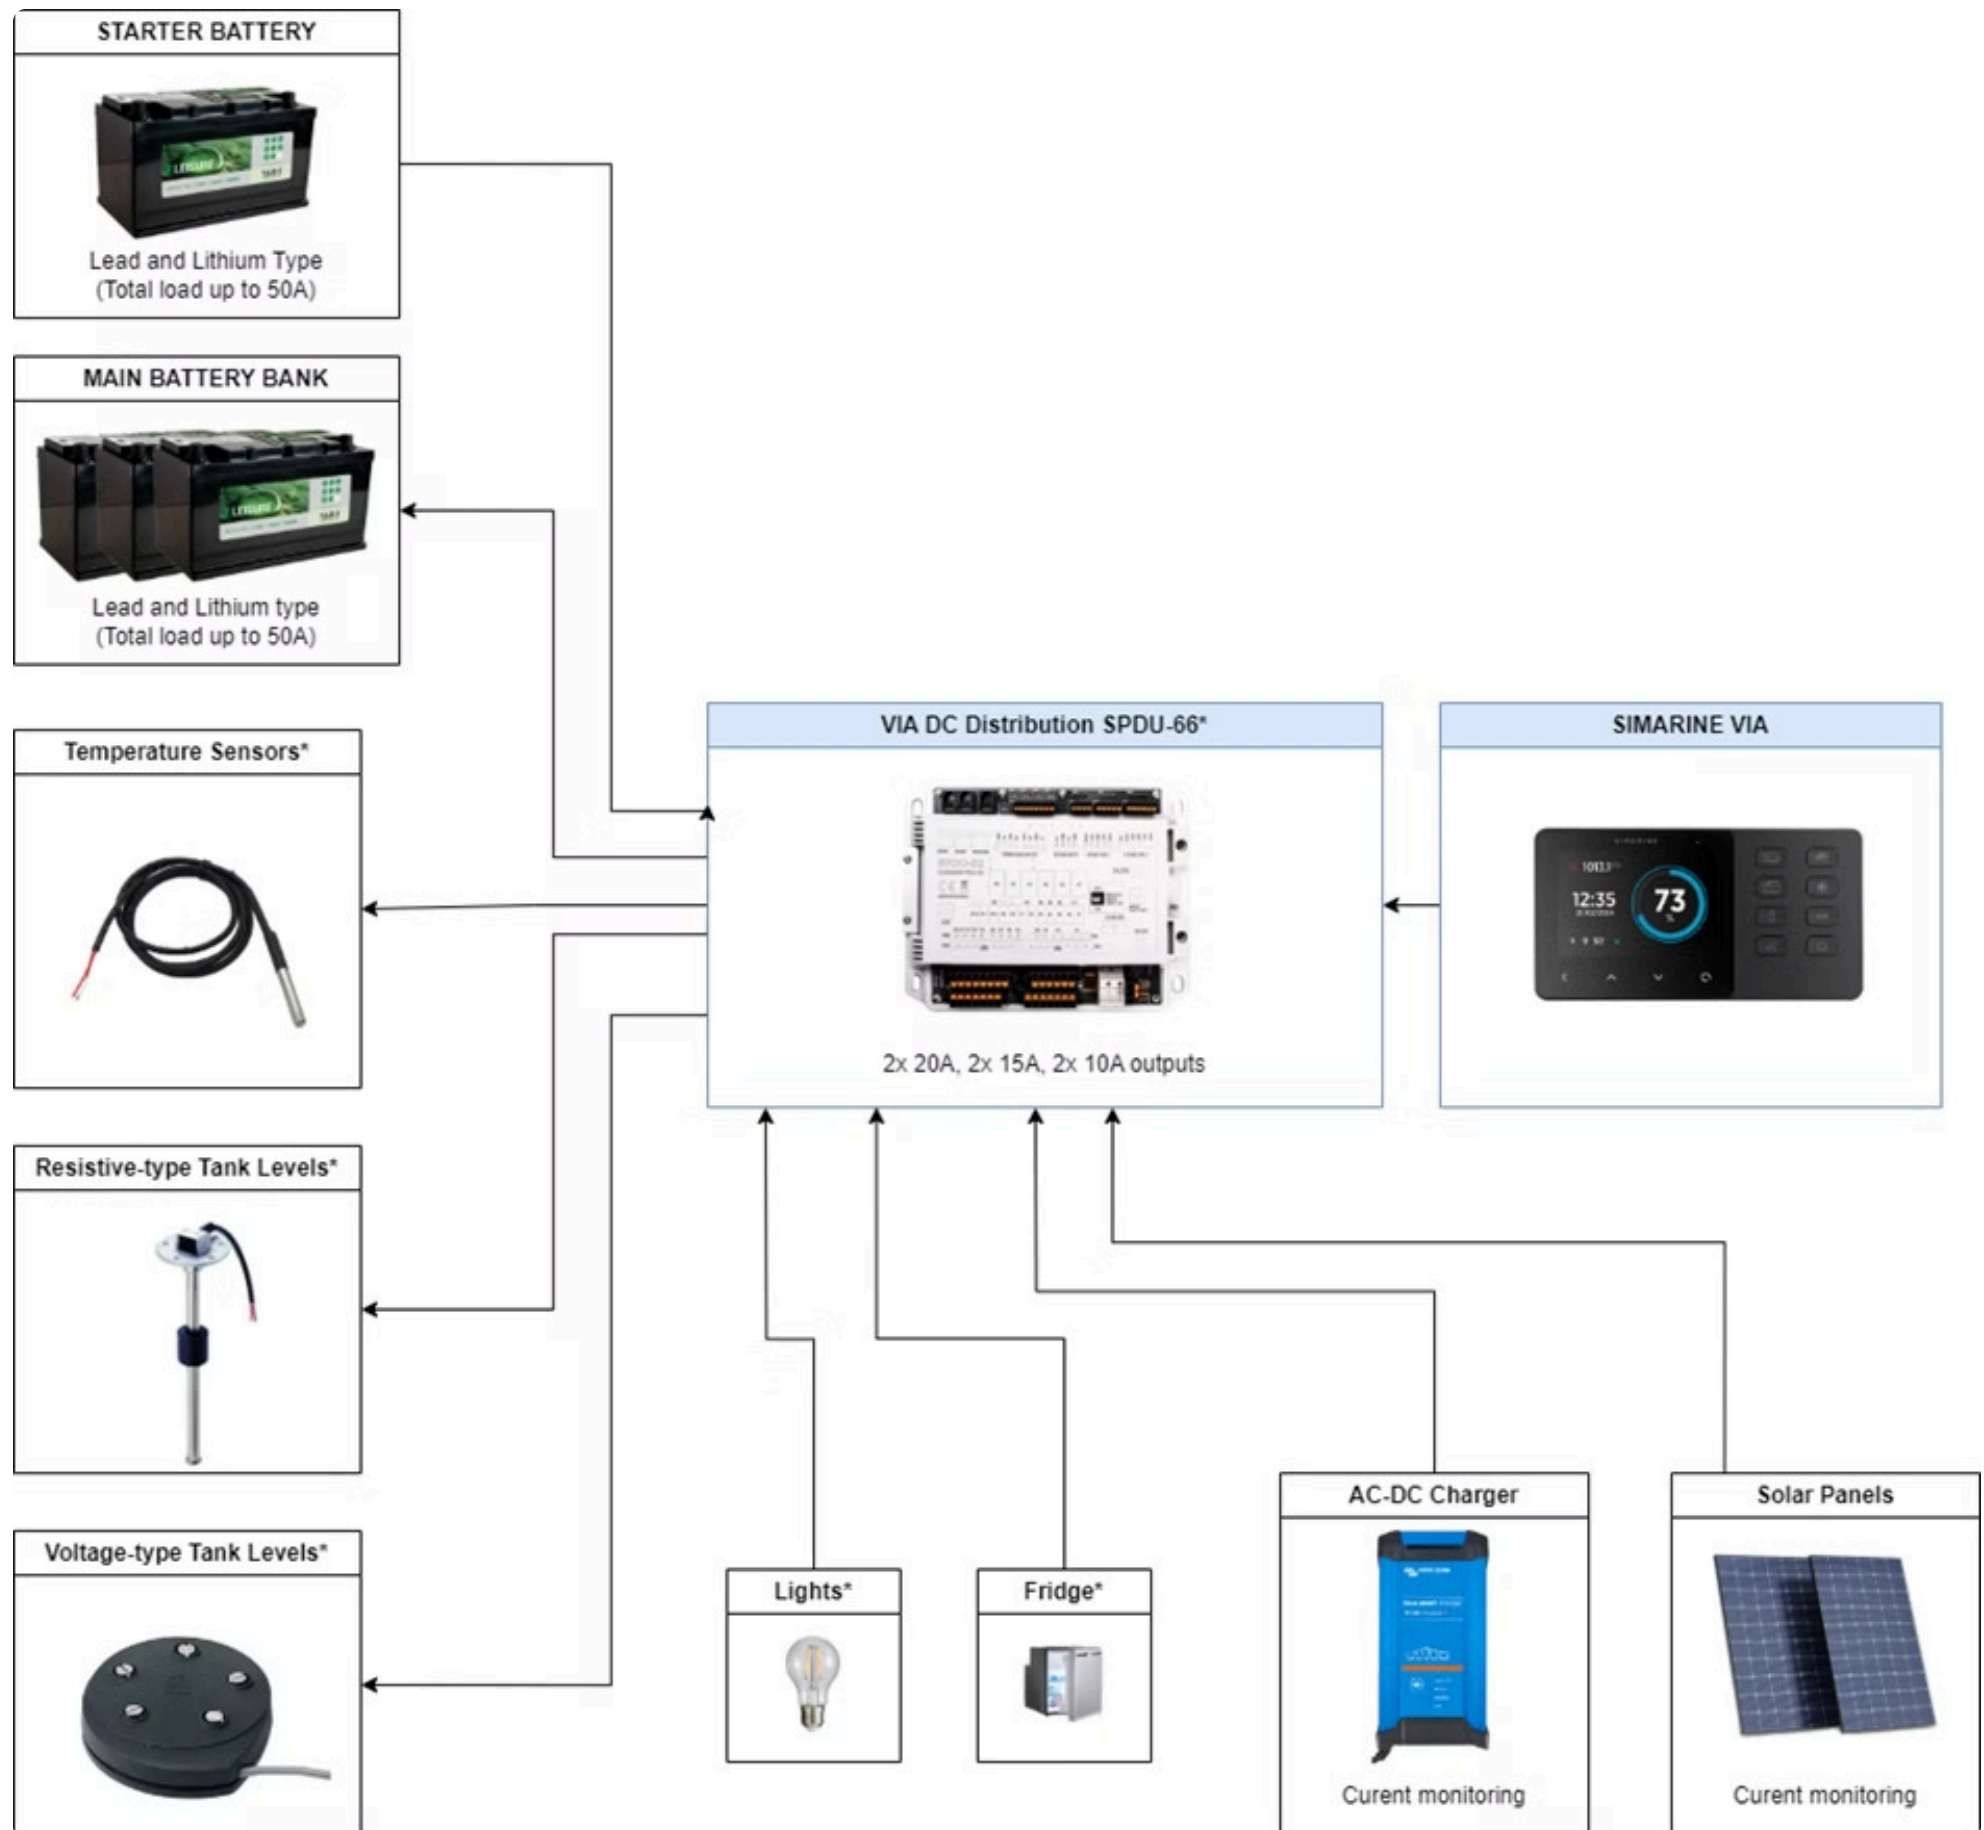 STARTER BATTERY
LEISURE
Lead and Lithium Type
(Total load up to 50A)
MAIN BATTERY BANK
LEISURE
Lead and Lithium type
(Total load up to 50A)
Temperature Sensors*
Resistive-type Tank Levels*
Voltage-type Tank Levels*
VIA DC Distribution SPDU-66*
2x 20A, 2x 15A, 2x 10A outputs
SIMARINE VIA
SIMARINE
12:35
73
%
Lights*
Fridge*
AC-DC Charger
Curent monitoring
Solar Panels
Curent monitoring